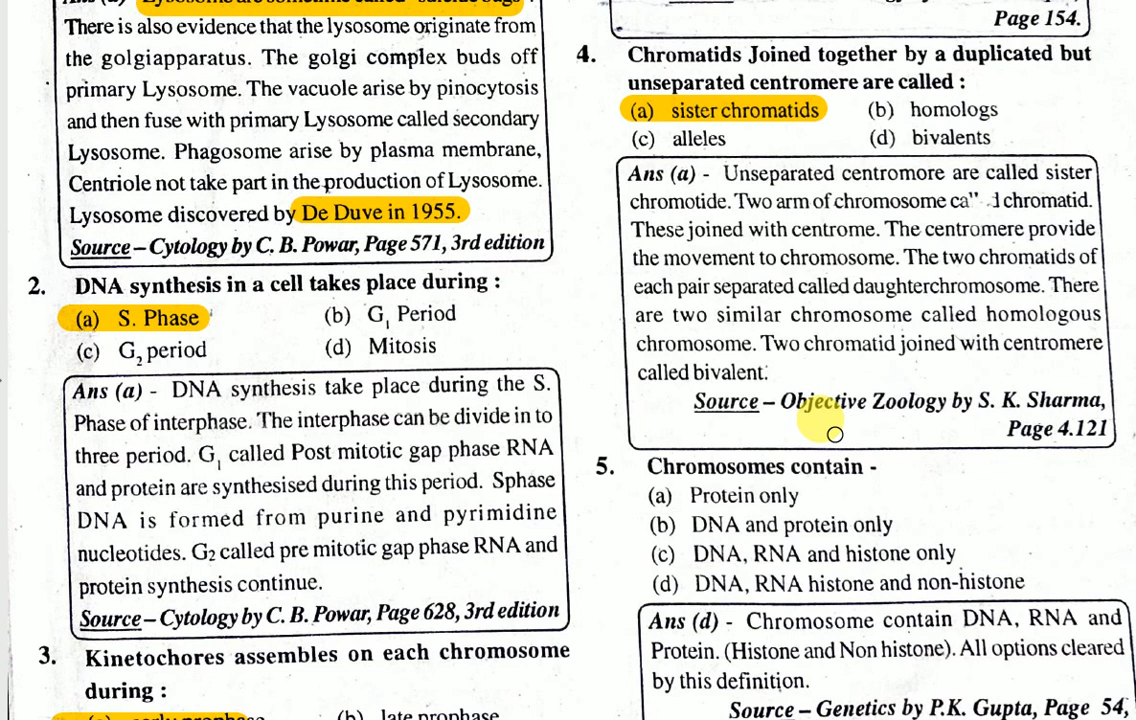 Lysosome are sometime called "suicide bags".
There is also evidence that the lysosome originate from
the golgiapparatus. The golgi complex buds off
primary Lysosome. The vacuole arise by pinocytosis
and then fuse with primary Lysosome called secondary
Lysosome. Phagosome arise by plasma membrane,
Centriole not take part in the production of Lysosome.
Lysosome discovered by De Duve in 1955.
Source – Cytology by C. B. Powar, Page 571, 3rd edition
2. DNA synthesis in a cell takes place during :
(a) S. Phase (b) G₁ Period
(c) G₂ period (d) Mitosis
Ans (a) - DNA synthesis take place during the S.
Phase of interphase. The interphase can be divide in to
three period. G₁ called Post mitotic gap phase RNA
and protein are synthesised during this period. Sphase
DNA is formed from purine and pyrimidine
nucleotides. G2 called pre mitotic gap phase RNA and
protein synthesis continue.
Source – Cytology by C. B. Powar, Page 628, 3rd edition
3. Kinetochores assembles on each chromosome
during :
(a) early prophase (b) late prophase
Page 154.
4. Chromatids Joined together by a duplicated but
unseparated centromere are called :
(a) sister chromatids (b) homologs
(c) alleles (d) bivalents
Ans (a) - Unseparated centromore are called sister
chromotide. Two arm of chromosome chromatid.
These joined with centrome. The centromere provide
the movement to chromosome. The two chromatids of
each pair separated called daughterchromosome. There
are two similar chromosome called homologous
chromosome. Two chromatid joined with centromere
called bivalent.
Source – Objective Zoology by S. K. Sharma,
Page 4.121
5. Chromosomes contain -
(a) Protein only
(b) DNA and protein only
(c) DNA, RNA and histone only
(d) DNA, RNA histone and non-histone
Ans (d) - Chromosome contain DNA, RNA and
Protein. (Histone and Non histone). All options cleared
by this definition.
Source – Genetics by P.K. Gupta, Page 54,